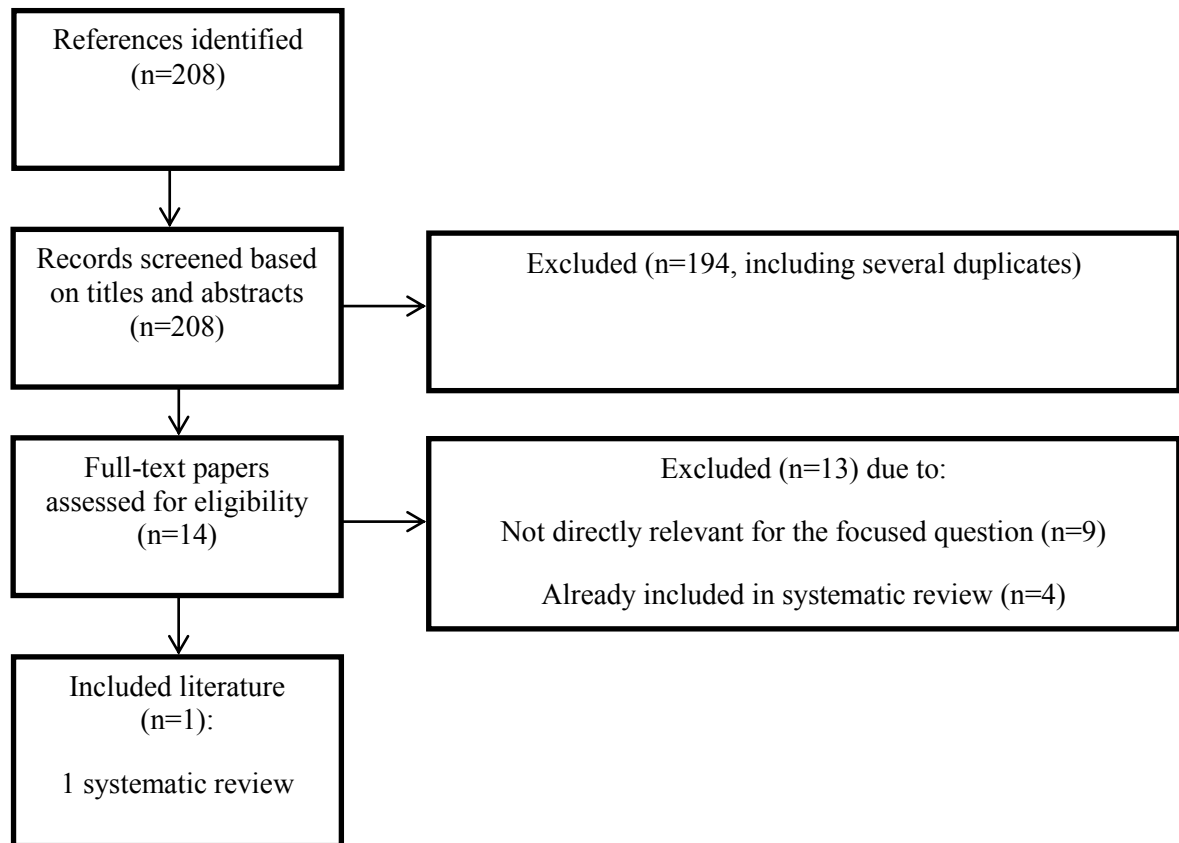 References identified
(n=208)
Records screened based
on titles and abstracts
(n=208)
Excluded (n=194, including several duplicates)
Full-text papers
assessed for eligibility
(n=14)
Excluded (n=13) due to:
Not directly relevant for the focused question (n=9)
Already included in systematic review (n=4)
Included literature
(n=1):
1 systematic review